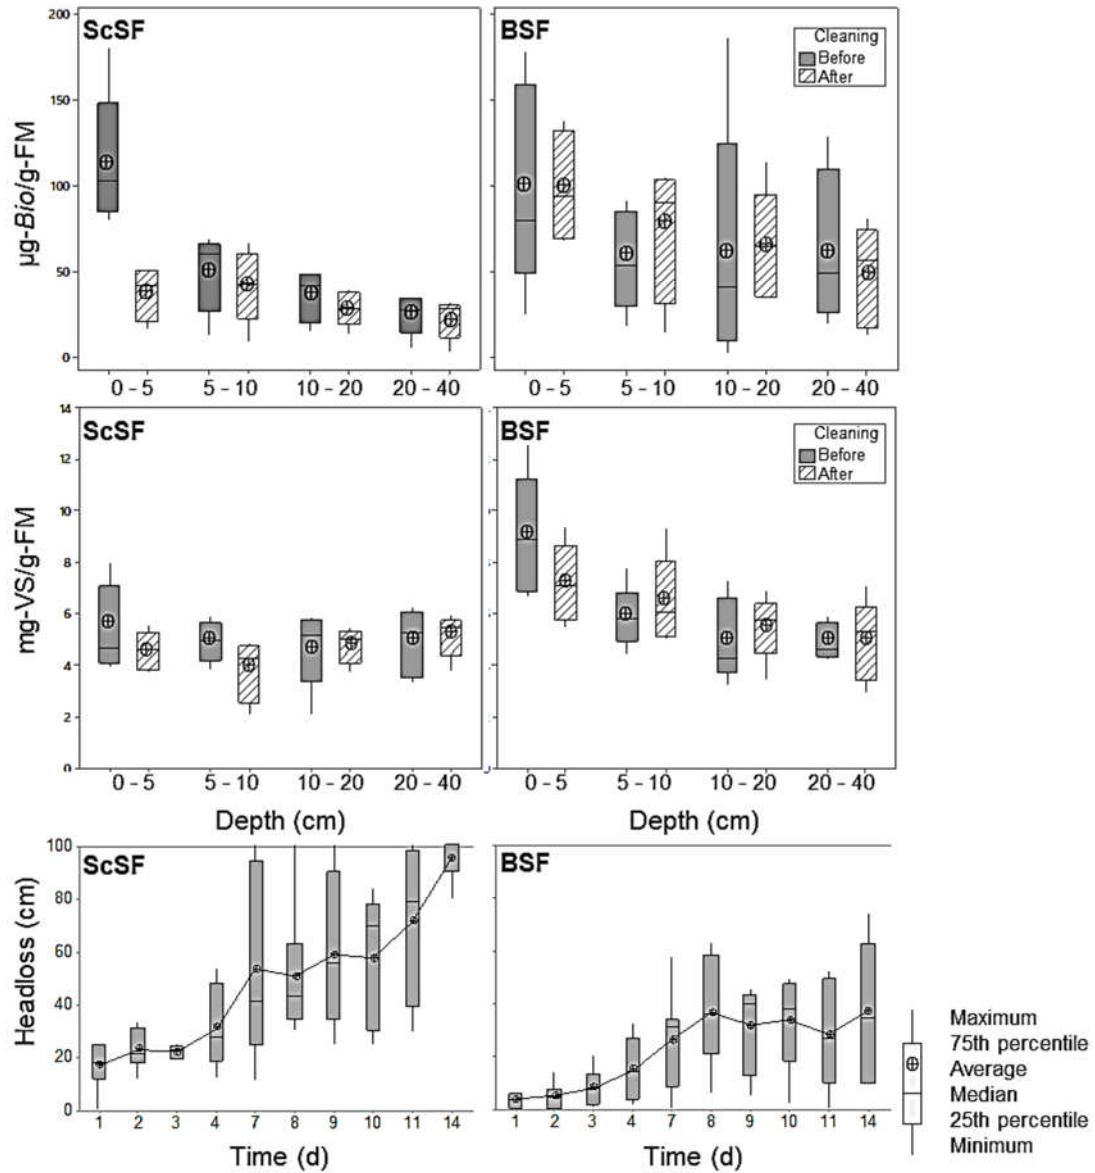 ScSF
BSF
Cleaning
Before
After
µg-Bio/g-FM
200
150
100
50
0
0 - 5
5 - 10
10 - 20
20 - 40
0 - 5
5 - 10
10 - 20
20 - 40
ScSF
BSF
Cleaning
Before
After
mg-VS/g-FM
14
12
10
8
6
4
2
0
0 - 5
5 - 10
10 - 20
20 - 40
0 - 5
5 - 10
10 - 20
20 - 40
Depth (cm)
Depth (cm)
ScSF
BSF
Headloss (cm)
100
80
60
40
20
0
1 2 3 4 7 8 9 10 11 14
1 2 3 4 7 8 9 10 11 14
Time (d)
Time (d)
Maximum
75th percentile
Average
Median
25th percentile
Minimum